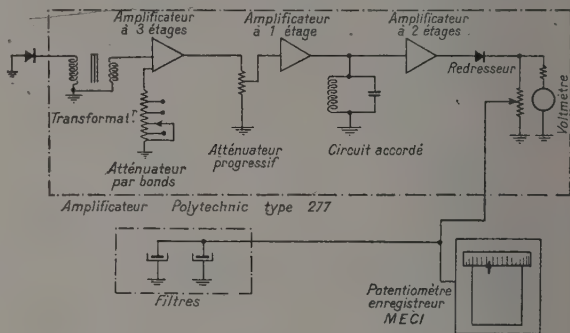 Amplificateur
à 3 étages
Amplificateur
à 1 étage
Amplificateur
à 2 étages
Redresseur
Voltmètre
Transformatr
Atténuateur
par bonds
Atténuateur
progressif
Circuit accordé
Amplificateur Polytechnic type 277
Filtres
Potentiomètre
enregistreur
MECI